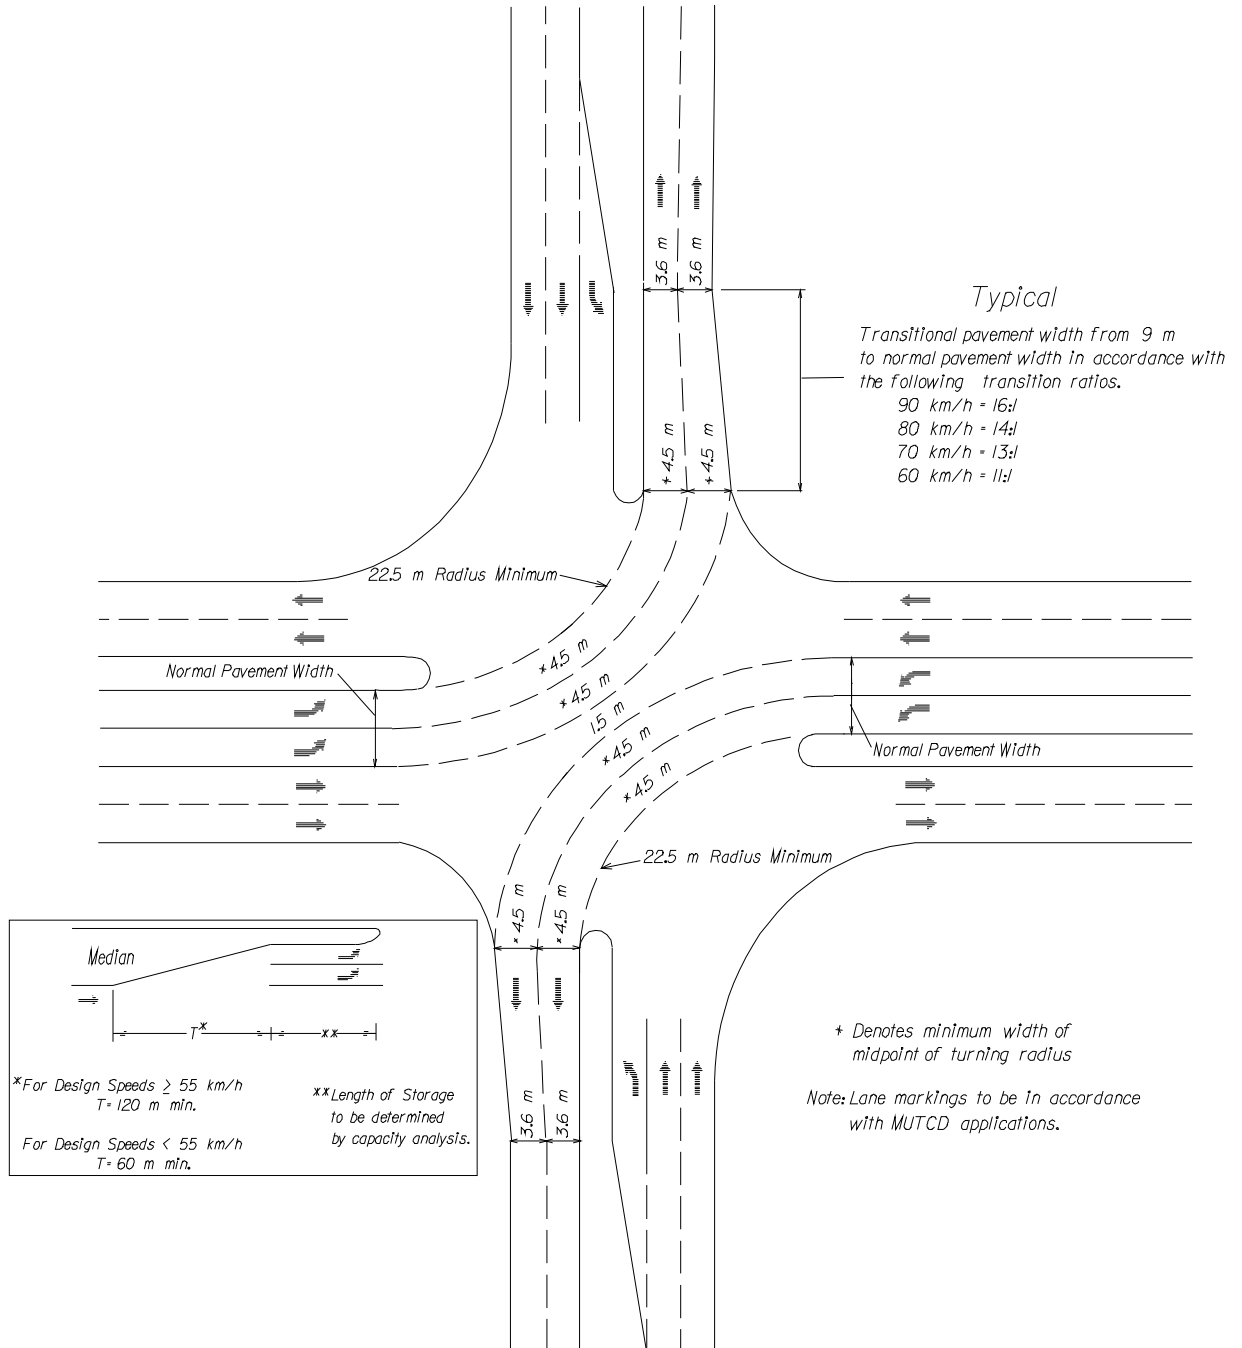 3.6 m
3.6 m
Typical
Transitional pavement width from 9 m
to normal pavement width in accordance with
the following transition ratios.
90 km/h = 16:1
80 km/h = 14:1
70 km/h = 13:1
60 km/h = 11:1
+ 4.5 m
+ 4.5 m
22.5 m Radius Minimum
* 4.5 m
Normal Pavement Width
* 4.5 m
1.5 m
* 4.5 m
Normal Pavement Width
* 4.5 m
22.5 m Radius Minimum
* 4.5 m
* 4.5 m
Median
T*
**
*For Design Speeds ≥ 55 km/h
T= 120 m min.
For Design Speeds < 55 km/h
T= 60 m min.
**Length of Storage
to be determined
by capacity analysis.
3.6 m
3.6 m
+ Denotes minimum width of
midpoint of turning radius
Note: Lane markings to be in accordance
with MUTCD applications.